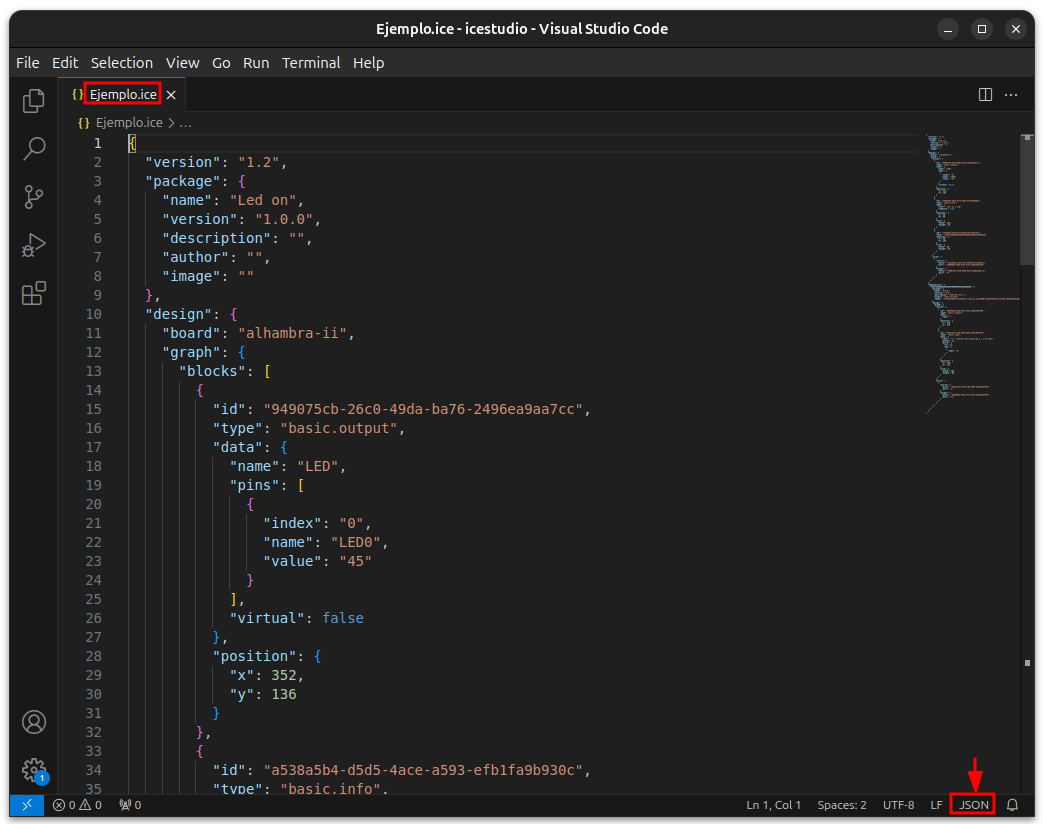 Ejemplo.ice - icestudio - Visual Studio Code
File Edit Selection View Go Run Terminal Help
{} Ejemplo.ice
{} Ejemplo.ice > ...
1 {
2 "version": "1.2",
3 "package": {
4 "name": "Led on",
5 "version": "1.0.0",
6 "description": "",
7 "author": "",
8 "image": ""
9 },
10 "design": {
11 "board": "alhambra-ii",
12 "graph": {
13 "blocks": [
14 {
15 "id": "949075cb-26c0-49da-ba76-2496ea9aa7cc",
16 "type": "basic.output",
17 "data": {
18 "name": "LED",
19 "pins": [
20 {
21 "index": "0",
22 "name": "LED0",
23 "value": "45"
24 }
25 ],
26 "virtual": false
27 },
28 "position": {
29 "x": 352,
30 "y": 136
31 }
32 },
33 {
34 "id": "a538a5b4-d5d5-4ace-a593-efb1fa9b930c",
35 "type": "basic.info",
1
0 0 0 Ln 1, Col 1 Spaces: 2 UTF-8 LF JSON